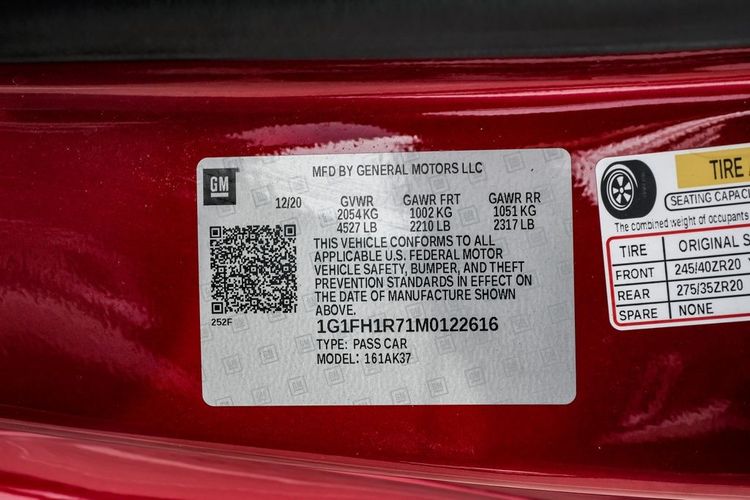 MFD BY GENERAL MOTORS LLC
GM
12/20 GVWR GAWR FRT GAWR RR
2054 KG 1002 KG 1051 KG
4527 LB 2210 LB 2317 LB
THIS VEHICLE CONFORMS TO ALL
APPLICABLE U.S. FEDERAL MOTOR
VEHICLE SAFETY, BUMPER, AND THEFT
PREVENTION STANDARDS IN EFFECT ON
THE DATE OF MANUFACTURE SHOWN
ABOVE.
252F
1G1FH1R71M0122616
TYPE: PASS CAR
MODEL: 161AK37
TIRE
SEATING CAPAC
The combined weight of occupants
TIRE ORIGINAL S
FRONT 245/40ZR20
REAR 275/35ZR20
SPARE NONE